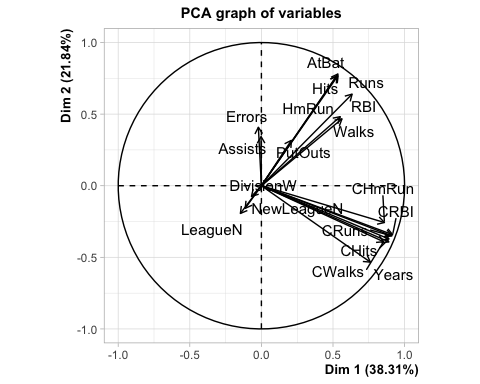 PCA graph of variables
Dim 2 (21.84%)
1.0
0.5
0.0
-0.5
-1.0
AtBat
Hits
Runs
HmRun
RBI
Errors
Walks
Assists
PutOuts
DivisionW
CHmRun
NewLeagueN
CRBI
LeagueN
CRuns
CHits
CWalks
Years
-1.0
-0.5
0.0
0.5
1.0
Dim 1 (38.31%)